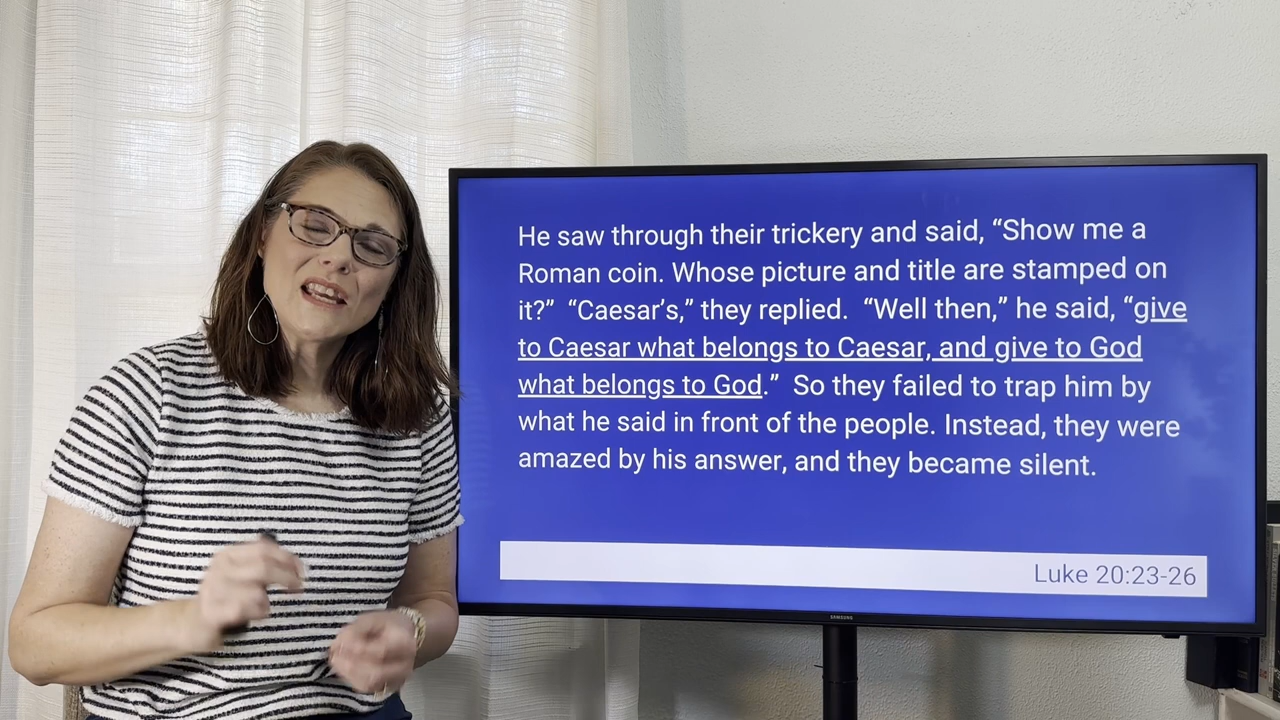 He saw through their trickery and said, “Show me a
Roman coin. Whose picture and title are stamped on
it?”  “Caesar’s,” they replied.  “Well then,” he said, “give
to Caesar what belongs to Caesar, and give to God
what belongs to God.”  So they failed to trap him by
what he said in front of the people. Instead, they were
amazed by his answer, and they became silent.
Luke 20:23-26
SAMSUNG